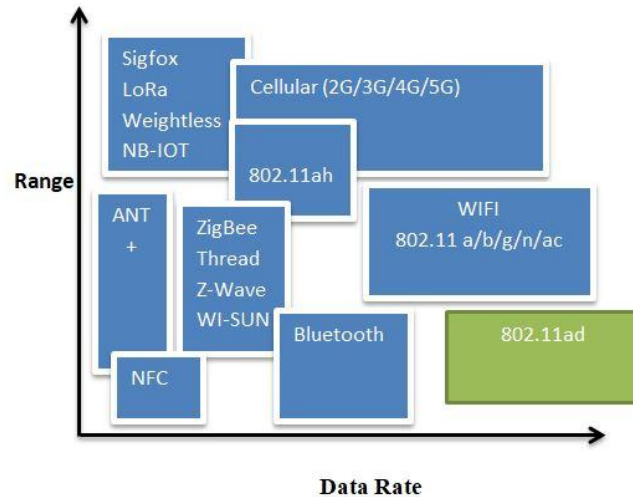 Sigfox
LoRa
Weightless
NB-IOT
Cellular (2G/3G/4G/5G)
802.11ah
Range
ANT
+
ZigBee
Thread
Z-Wave
WI-SUN
WIFI
802.11 a/b/g/n/ac
Bluetooth
802.11ad
NFC
Data Rate